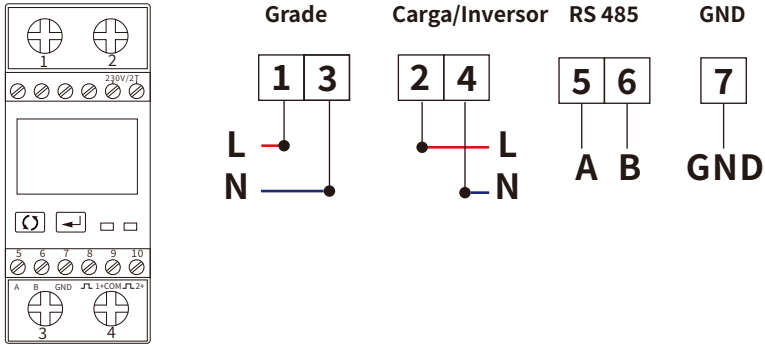 Grade Carga/Inversor RS 485 GND
1 2
230V/2T
1 3 2 4 5 6 7
L L
A B GND
N N
5 6 7 8 9 10
A B GND 1+COM 2+
3 4